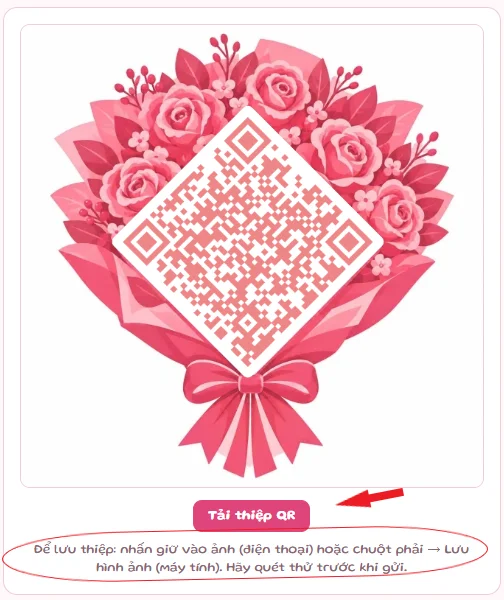 Tải thiệp QR
Để lưu thiệp: nhấn giữ vào ảnh (điện thoại) hoặc chuột phải → Lưu
hình ảnh (máy tính). Hãy quét thử trước khi gửi.